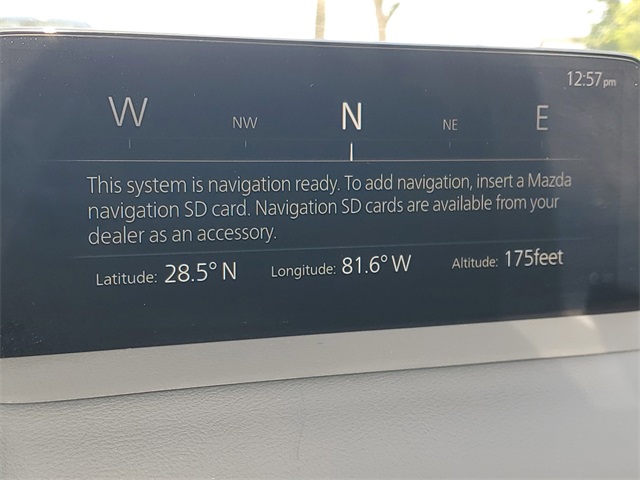 12:57pm
W NW N NE E
This system is navigation ready. To add navigation, insert a Mazda
navigation SD card. Navigation SD cards are available from your
dealer as an accessory.
Latitude: 28.5° N Longitude: 81.6° W Altitude: 175feet